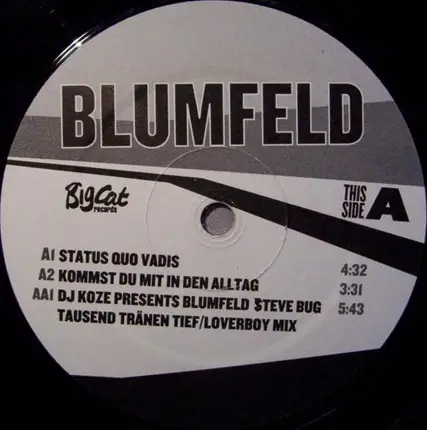 BLUMFELD
BigCat
records
THIS
SIDE A
A1 STATUS QUO VADIS 4:32
A2 KOMMST DU MIT IN DEN ALLTAG 3:31
AA1 DJ KOZE PRESENTS BLUMFELD $TEVE BUG 5:43
TAUSEND TRÄNEN TIEF/LOVERBOY MIX